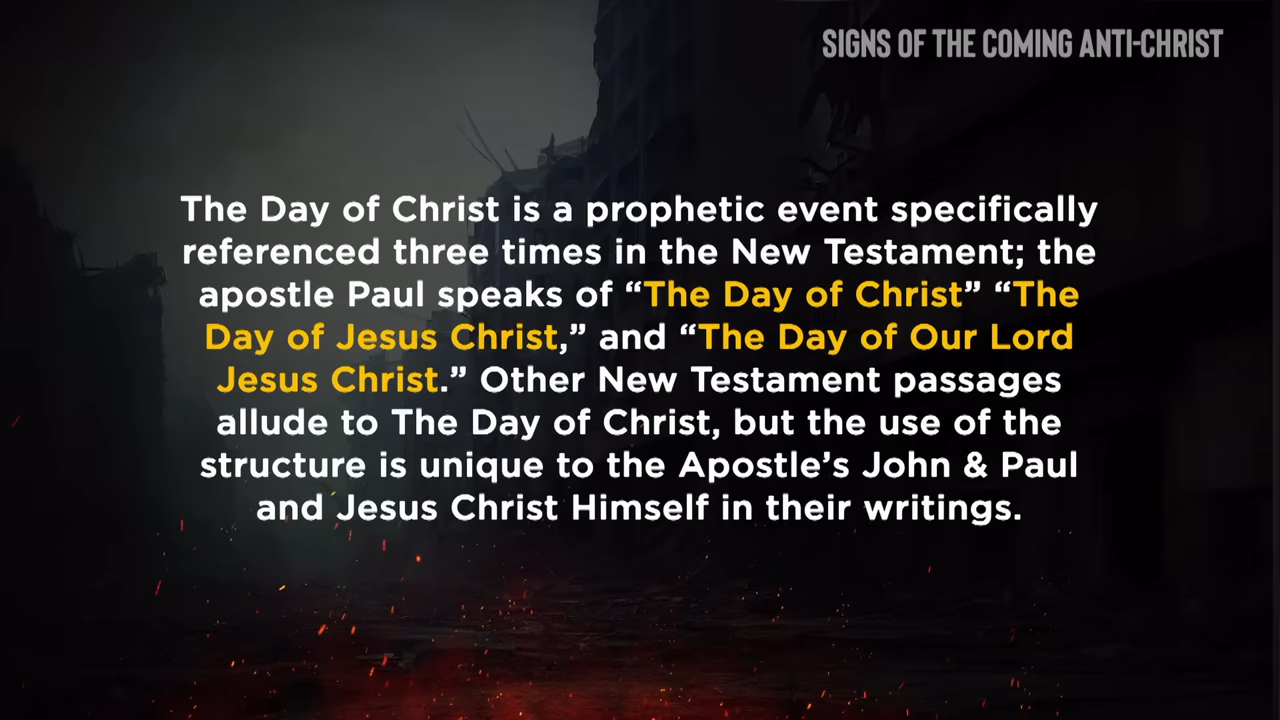 SIGNS OF THE COMING ANTI-CHRIST
The Day of Christ is a prophetic event specifically
referenced three times in the New Testament; the
apostle Paul speaks of “The Day of Christ” “The
Day of Jesus Christ,” and “The Day of Our Lord
Jesus Christ.” Other New Testament passages
allude to The Day of Christ, but the use of the
structure is unique to the Apostle’s John & Paul
and Jesus Christ Himself in their writings.